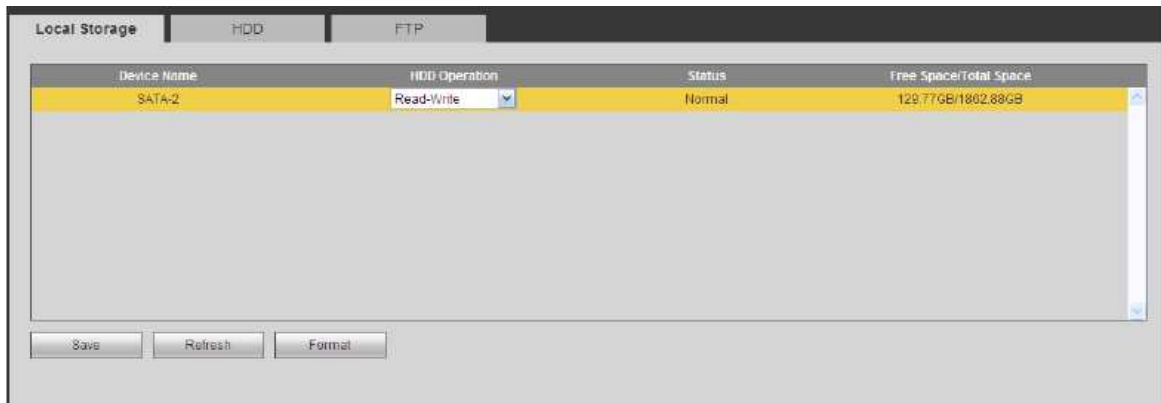 Local Storage HDD FTP
Device Name HDD Operation Status Free Space/Total Space
SATA-2 Read-Write Normal 129.77GB/1862.88GB
Save Refresh Format